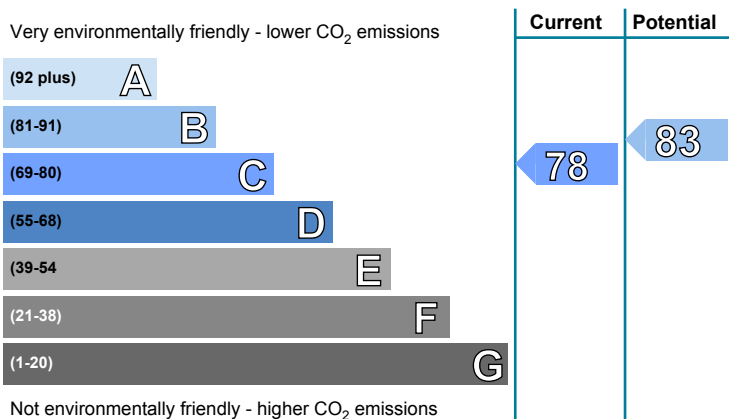 Current Potential
Very environmentally friendly - lower CO2 emissions
(92 plus) A
(81-91) B
(69-80) C
(55-68) D
(39-54 E
(21-38) F
(1-20) G
78
83
Not environmentally friendly - higher CO2 emissions